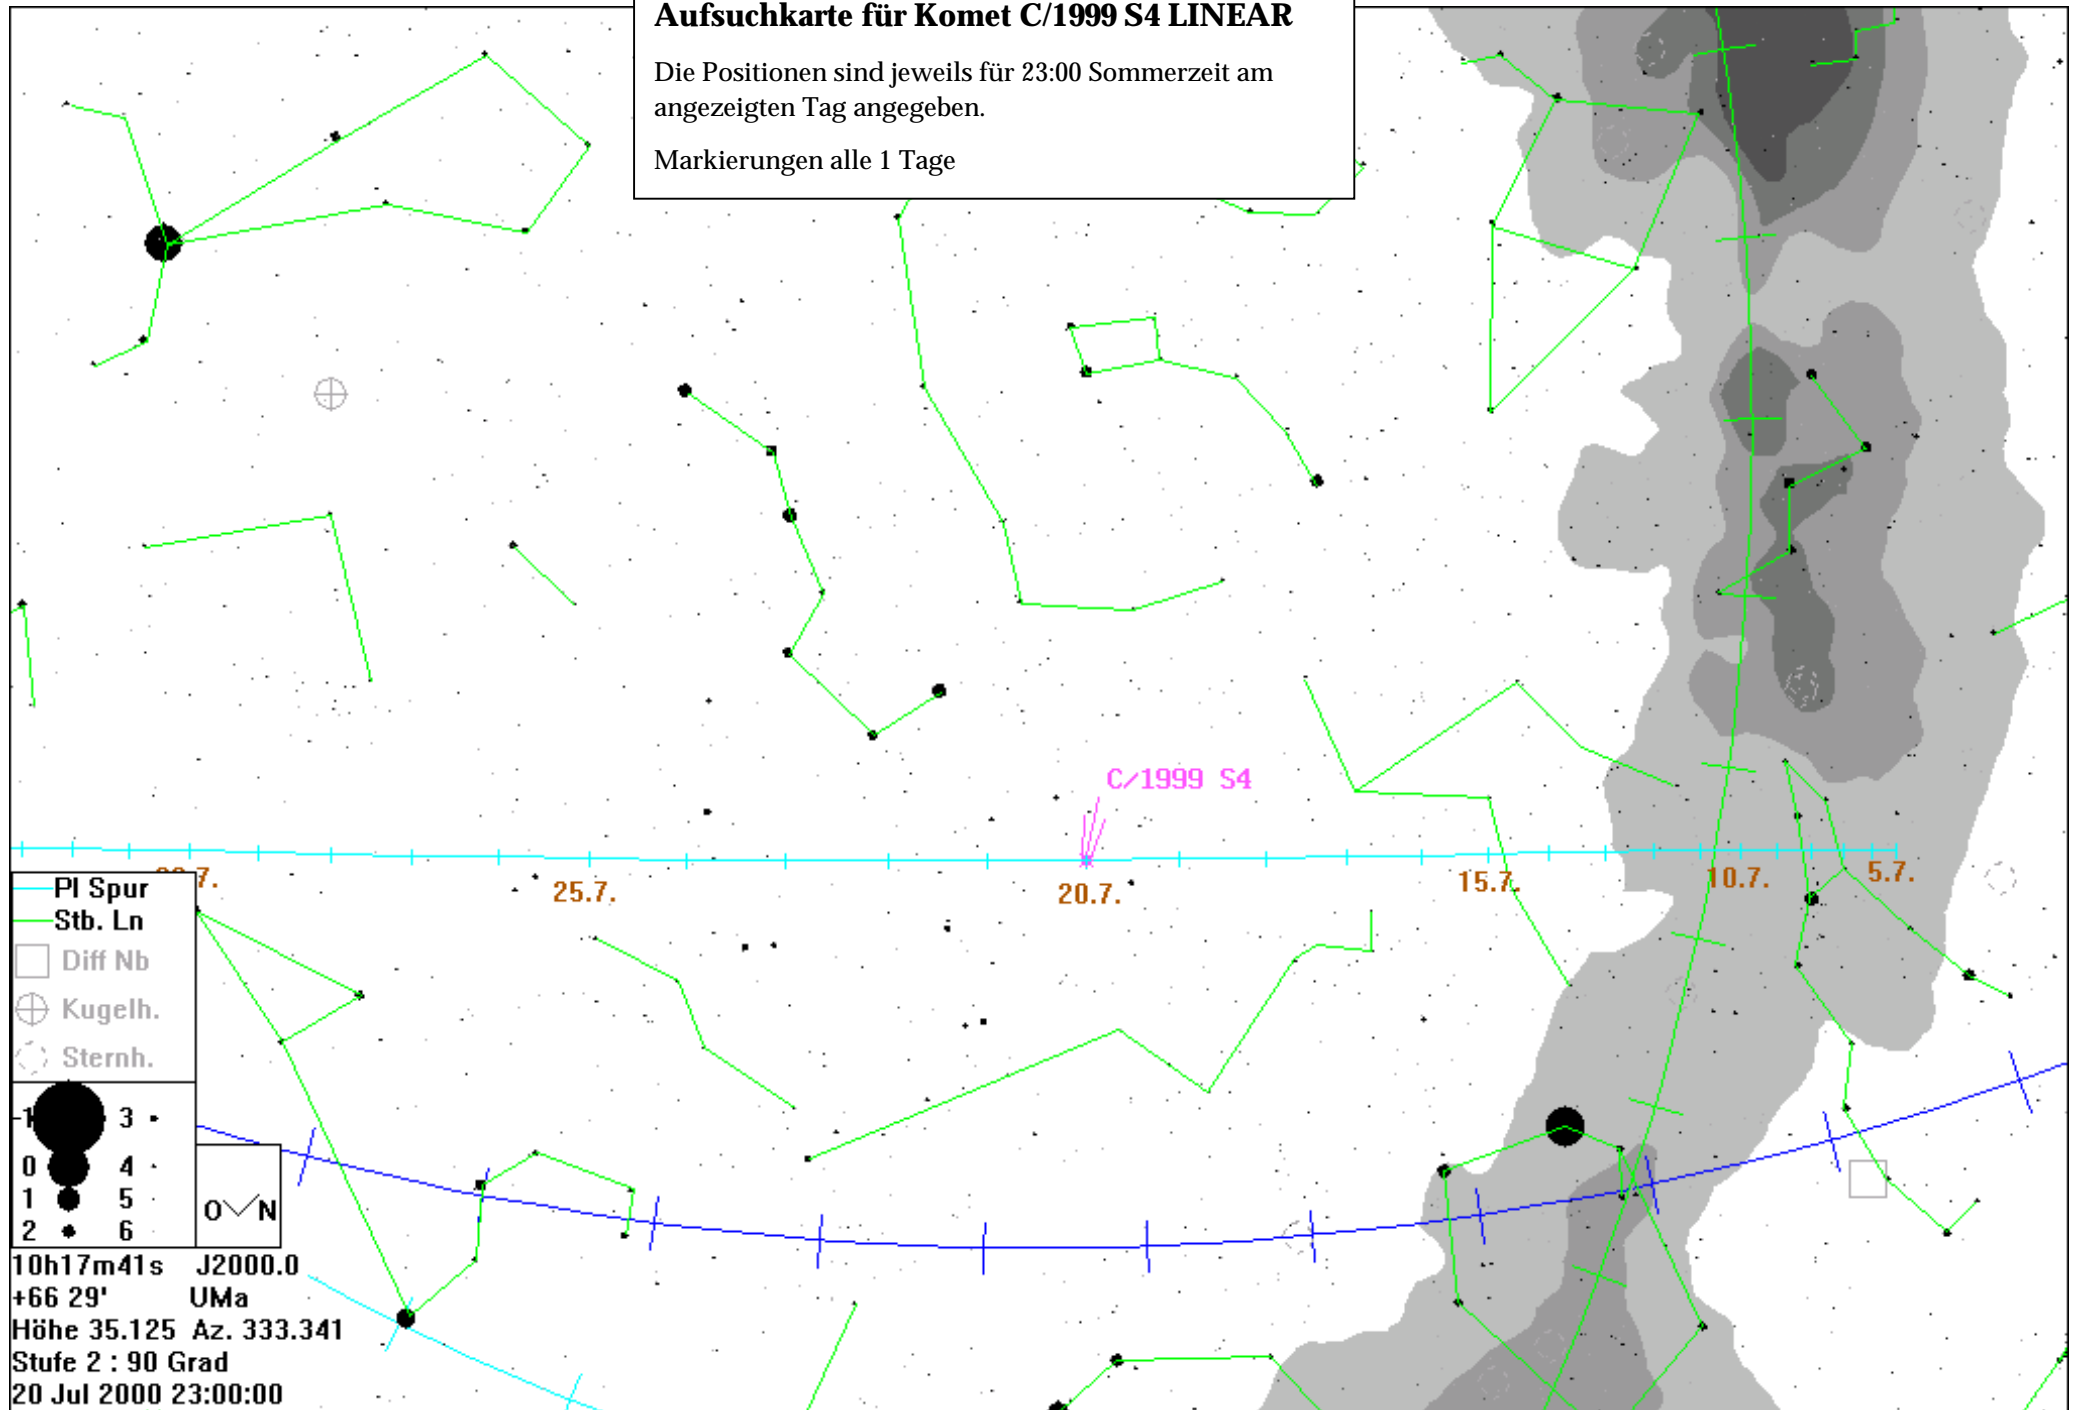 Aufsuchkarte für Komet C/1999 S4 LINEAR
Die Positionen sind jeweils für 23:00 Sommerzeit am
angezeigten Tag angegeben.
Markierungen alle 1 Tage
C/1999 S4
7.
25.7.
20.7.
15.7.
10.7.
5.7.
Pl Spur
Stb. Ln
Diff Nb
Kugelh.
Sternh.
-1 3
0 4
1 5
2 6
O N
10h17m41s J2000.0
+66 29' UMa
Höhe 35.125 Az. 333.341
Stufe 2 : 90 Grad
20 Jul 2000 23:00:00